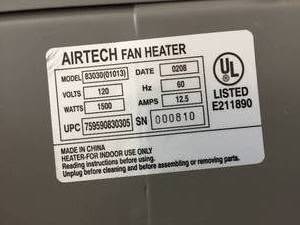 AIRTECH FAN HEATER
MODEL 83030(01013) DATE 0208
VOLTS 120 Hz 60
WATTS 1500 AMPS 12.5
UPC 759590830305 SN 000810
UL
LISTED
E211890
MADE IN CHINA
HEATER-FOR INDOOR USE ONLY
Reading instructions before using.
Unplug before cleaning and before assembling or removing parts.